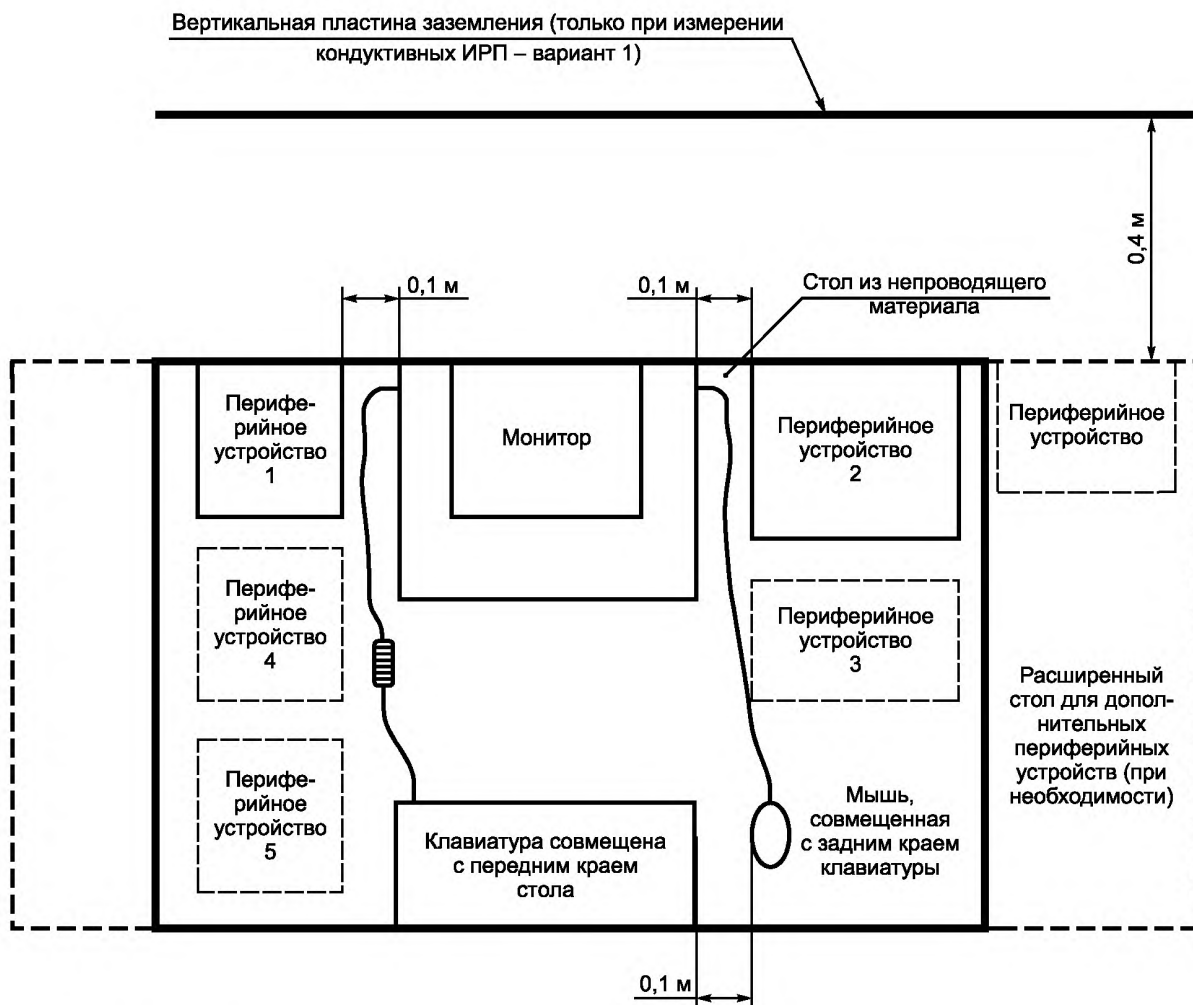 Вертикальная пластина заземления (только при измерении
кондуктивных ИРП – вариант 1)
0,4 м
0,1 м
0,1 м
Стол из непроводящего
материала
Перифе-
рийное
устройство
1
Монитор
Периферийное
устройство
2
Периферийное
устройство
Перифе-
рийное
устройство
4
Периферийное
устройство
3
Расширенный
стол для допол-
нительных
периферийных
устройств (при
необходимости)
Перифе-
рийное
устройство
5
Клавиатура совмещена
с передним краем
стола
Мышь,
совмещенная
с задним краем
клавиатуры
0,1 м